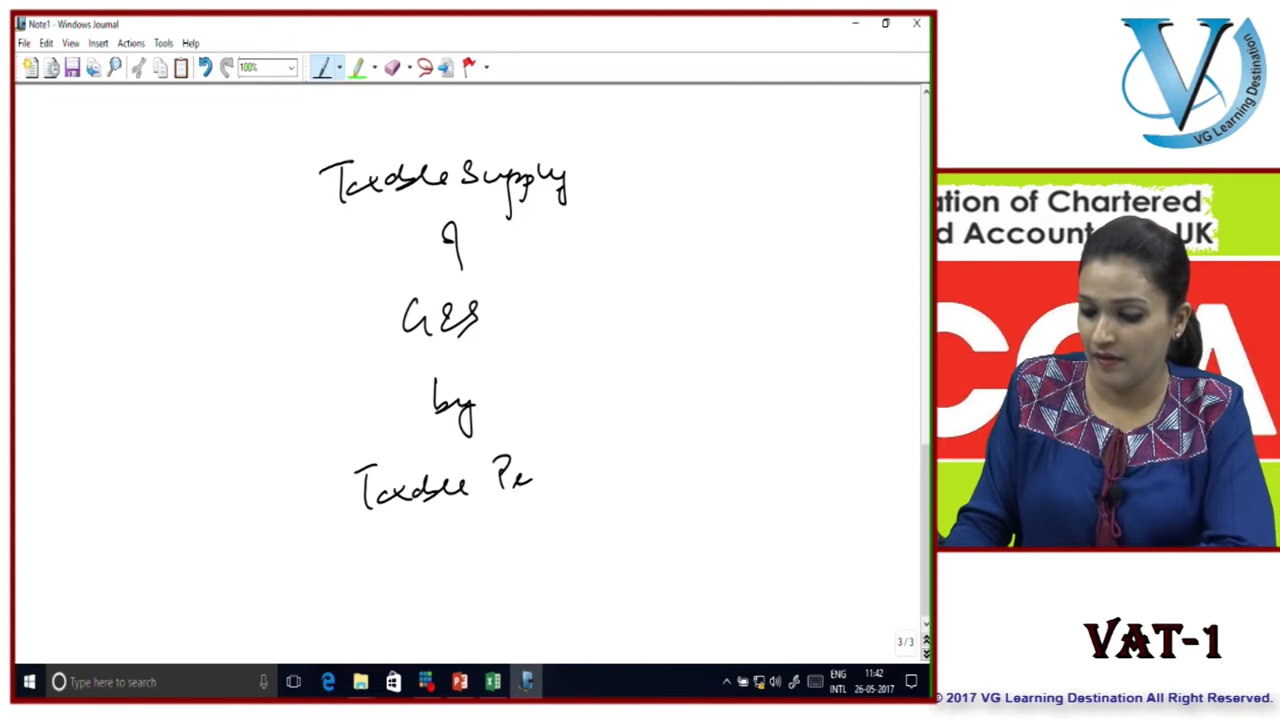 Note1 - Windows Journal
File Edit View Insert Actions Tools Help
100%
Taxable Supply
of
G&S
by
Taxable Pe
3 / 3
Type here to search
ENG
INTL
11:42
26-05-2017
V
VG Learning Destination
ation of Chartered
d Account UK
CCA
VAT-1
© 2017 VG Learning Destination All Right Reserved.